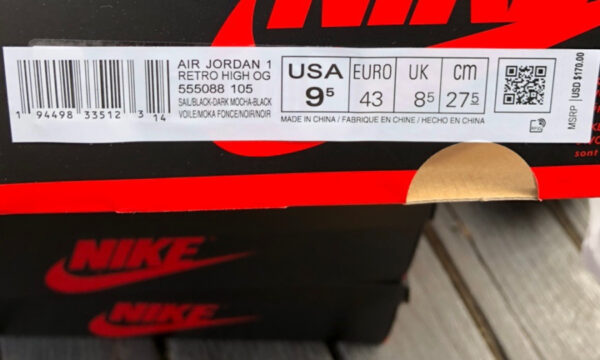 NIKE
AIR JORDAN 1
RETRO HIGH OG
555088 105
SAIL/BLACK-DARK MOCHA-BLACK
VOILE/MOKA FONCE/NOIR/NOIR
1 94498 33512 3 14
USA EURO UK cm
9⁵ 43 8⁵ 27⁵
MADE IN CHINA / FABRIQUE EN CHINE / HECHO EN CHINA
MSRP USD $170.00
sont
NIKE
NIKE